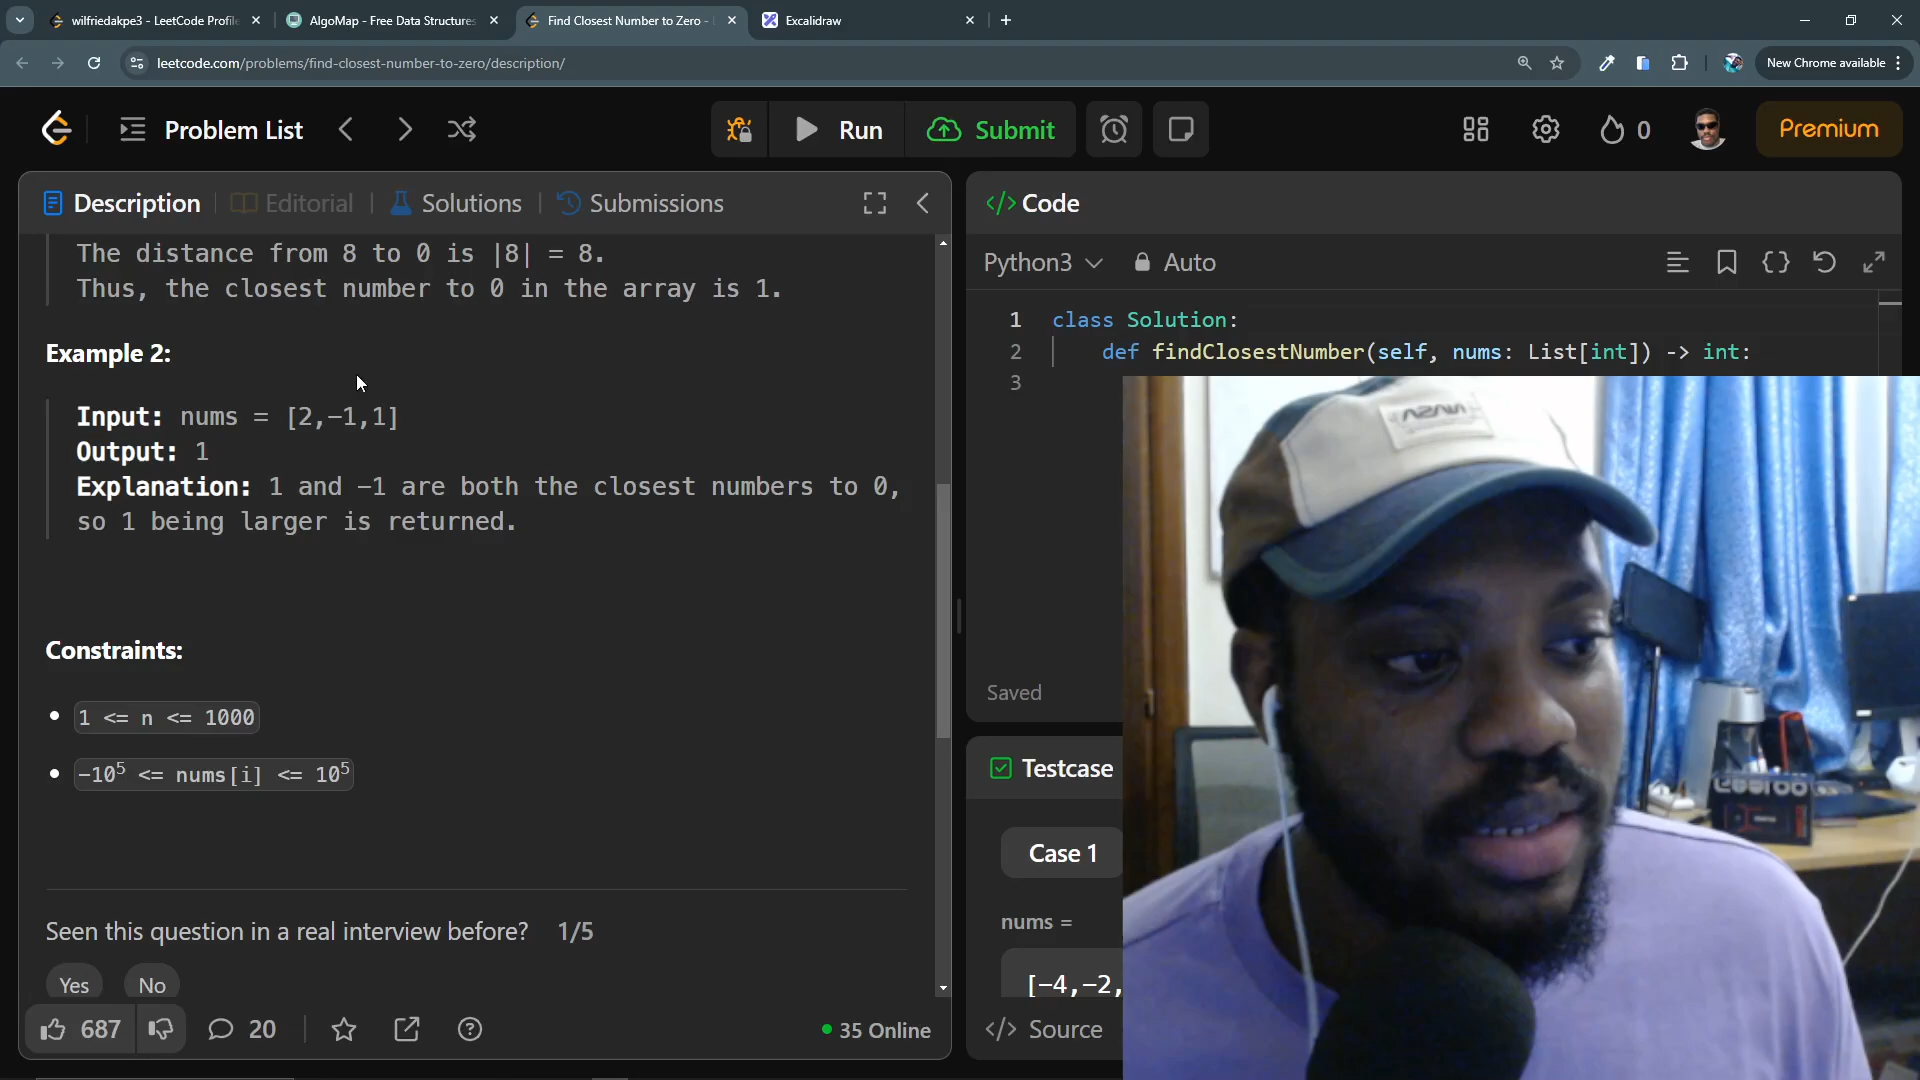 wilfriedakpe3 - LeetCode Profile
AlgoMap - Free Data Structures
Find Closest Number to Zero -
Excalidraw
leetcode.com/problems/find-closest-number-to-zero/description/
New Chrome available
Problem List
Run
Submit
0
Premium
Description
Editorial
Solutions
Submissions
The distance from 8 to 0 is |8| = 8.
Thus, the closest number to 0 in the array is 1.
Example 2:
Input: nums = [2,-1,1]
Output: 1
Explanation: 1 and -1 are both the closest numbers to 0,
so 1 being larger is returned.
Constraints:
1 <= n <= 1000
-10⁵ <= nums[i] <= 10⁵
Seen this question in a real interview before? 1/5
Yes
No
687
20
35 Online
</> Code
Python3
Auto
1 class Solution:
2 def findClosestNumber(self, nums: List[int]) -> int:
3
Saved
Testcase
Case 1
nums =
[-4,-2,
</> Source